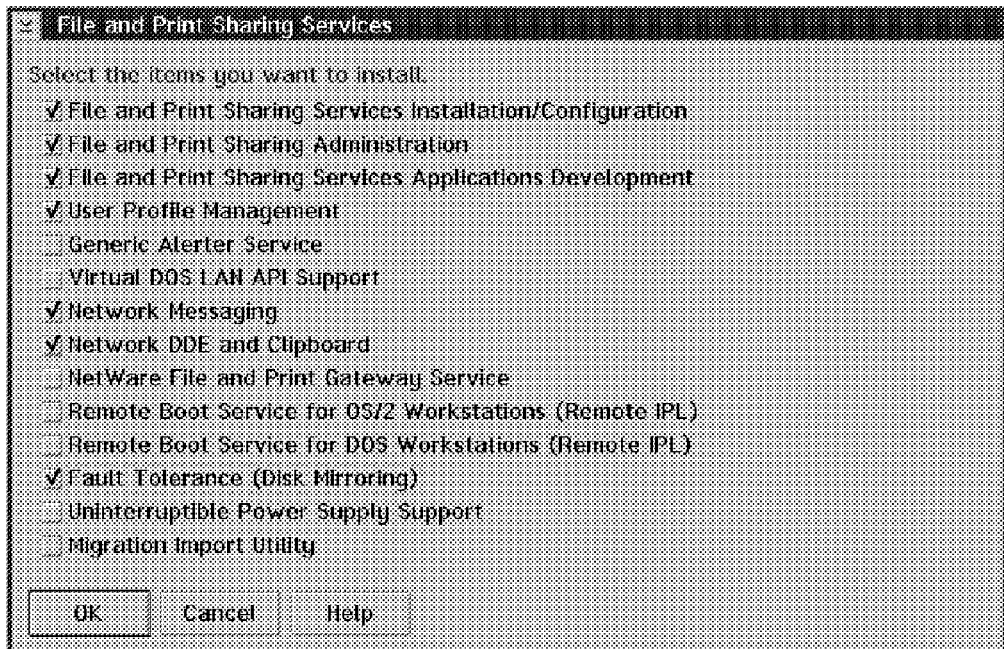 File and Print Sharing Services
Select the items you want to install.
File and Print Sharing Services Installation/Configuration
File and Print Sharing Administration
File and Print Sharing Services Applications Development
User Profile Management
Generic Alerter Service
Virtual DOS LAN API Support
Network Messaging
Network DDE and Clipboard
NetWare File and Print Gateway Service
Remote Boot Service for OS/2 Workstations (Remote IPL)
Remote Boot Service for DOS Workstations (Remote IPL)
Fault Tolerance (Disk Mirroring)
Uninterruptible Power Supply Support
Migration Import Utility
OK Cancel Help